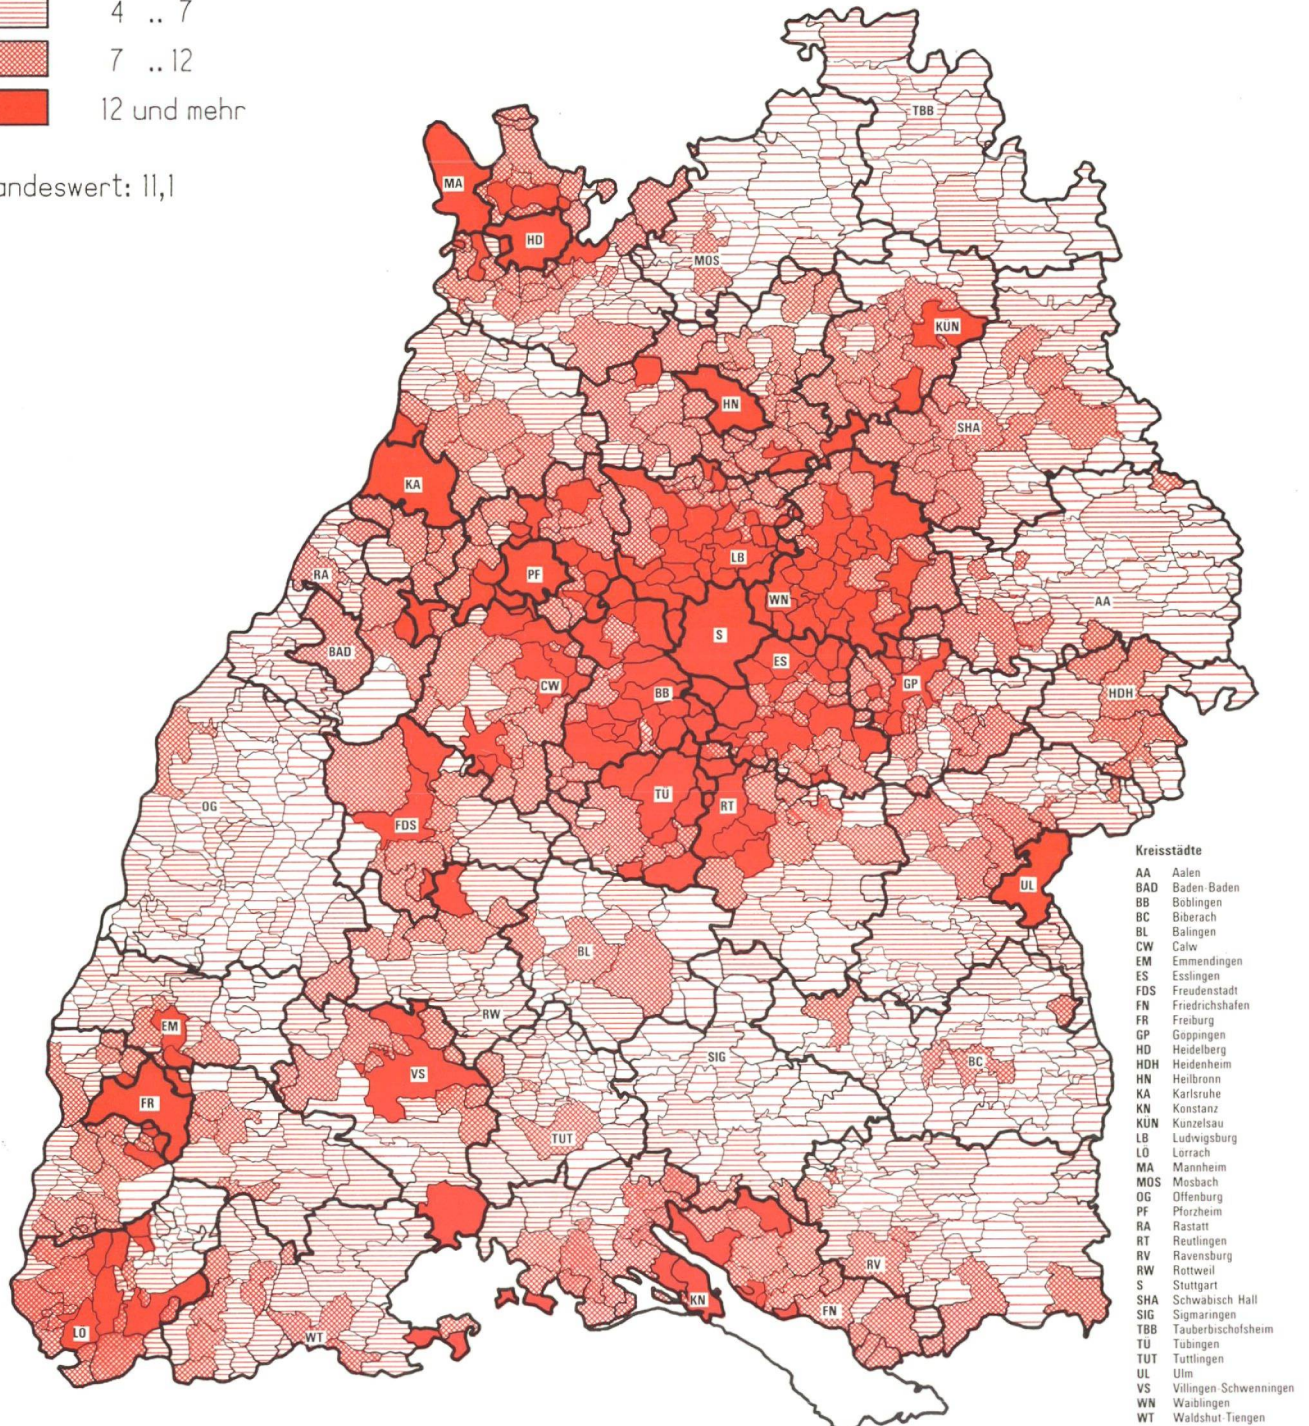 4 .. 7
7 .. 12
12 und mehr
andeswert: 11,1
TBB
MA
HD
MOS
KÜN
HN
SHA
KA
LB
PF
RA
WN
AA
S
BAD
ES
CW
BB
GP
HDH
OG
TÜ
RT
FDS
UL
BL
RW
EM
SIG
BC
VS
FR
TUT
RV
KN
FN
LÖ
WT
Kreisstädte
AA Aalen
BAD Baden-Baden
BB Böblingen
BC Biberach
BL Balingen
CW Calw
EM Emmendingen
ES Esslingen
FDS Freudenstadt
FN Friedrichshafen
FR Freiburg
GP Göppingen
HD Heidelberg
HDH Heidenheim
HN Heilbronn
KA Karlsruhe
KN Konstanz
KÜN Künzelsau
LB Ludwigsburg
LÖ Lörrach
MA Mannheim
MOS Mosbach
OG Offenburg
PF Pforzheim
RA Rastatt
RT Reutlingen
RV Ravensburg
RW Rottweil
S Stuttgart
SHA Schwäbisch Hall
SIG Sigmaringen
TBB Tauberbischofsheim
TÜ Tübingen
TUT Tuttlingen
UL Ulm
VS Villingen-Schwenningen
WN Waiblingen
WT Waldshut-Tiengen